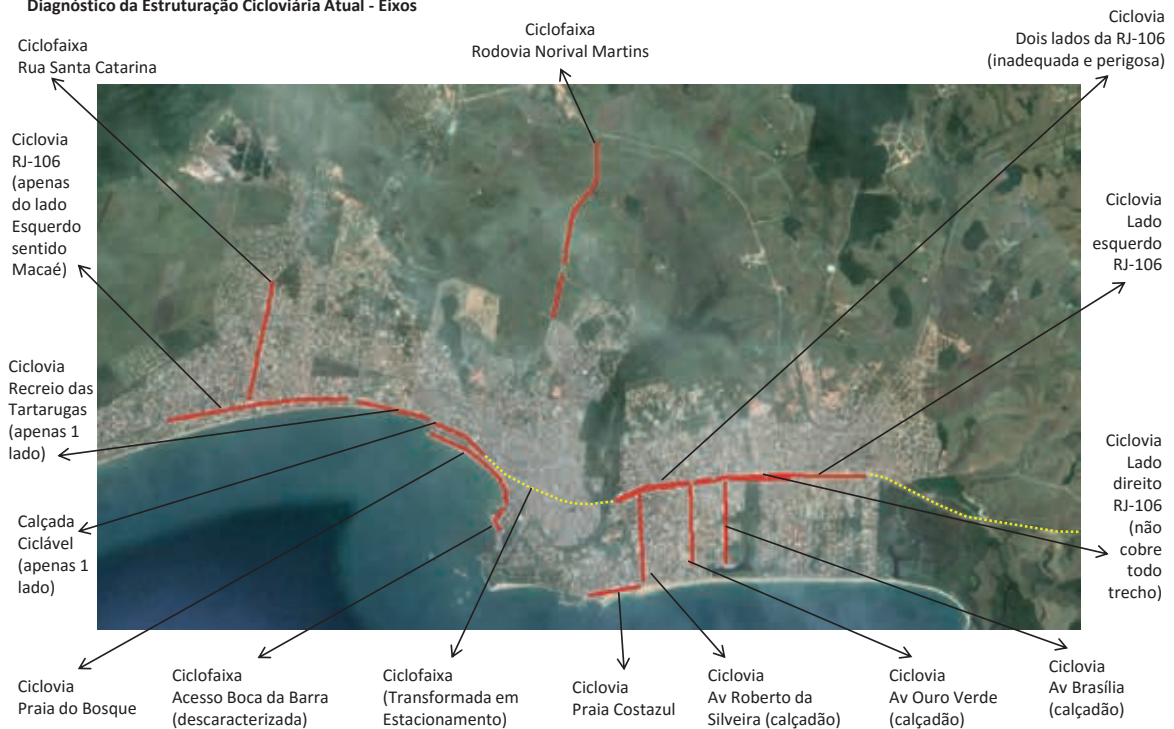 Diagnóstico da Estruturação Cicloviária Atual - Eixos
Ciclofaixa
Rua Santa Catarina
Ciclofaixa
Rodovia Norival Martins
Ciclovia
Dois lados da RJ-106
(inadequada e perigosa)
Ciclovia
RJ-106
(apenas
do lado
Esquerdo
sentido
Macaé)
Ciclovia
Lado
esquerdo
RJ-106
Ciclovia
Recreio das
Tartarugas
(apenas 1
lado)
Ciclovia
Lado
direito
RJ-106
(não
cobre
todo
trecho)
Calçada
Ciclável
(apenas 1
lado)
Ciclovia
Praia do Bosque
Ciclofaixa
Acesso Boca da Barra
(descaracterizada)
Ciclofaixa
(Transformada em
Estacionamento)
Ciclovia
Praia Costazul
Ciclovia
Av Roberto da
Silveira (calçadão)
Ciclovia
Av Ouro Verde
(calçadão)
Ciclovia
Av Brasília
(calçadão)